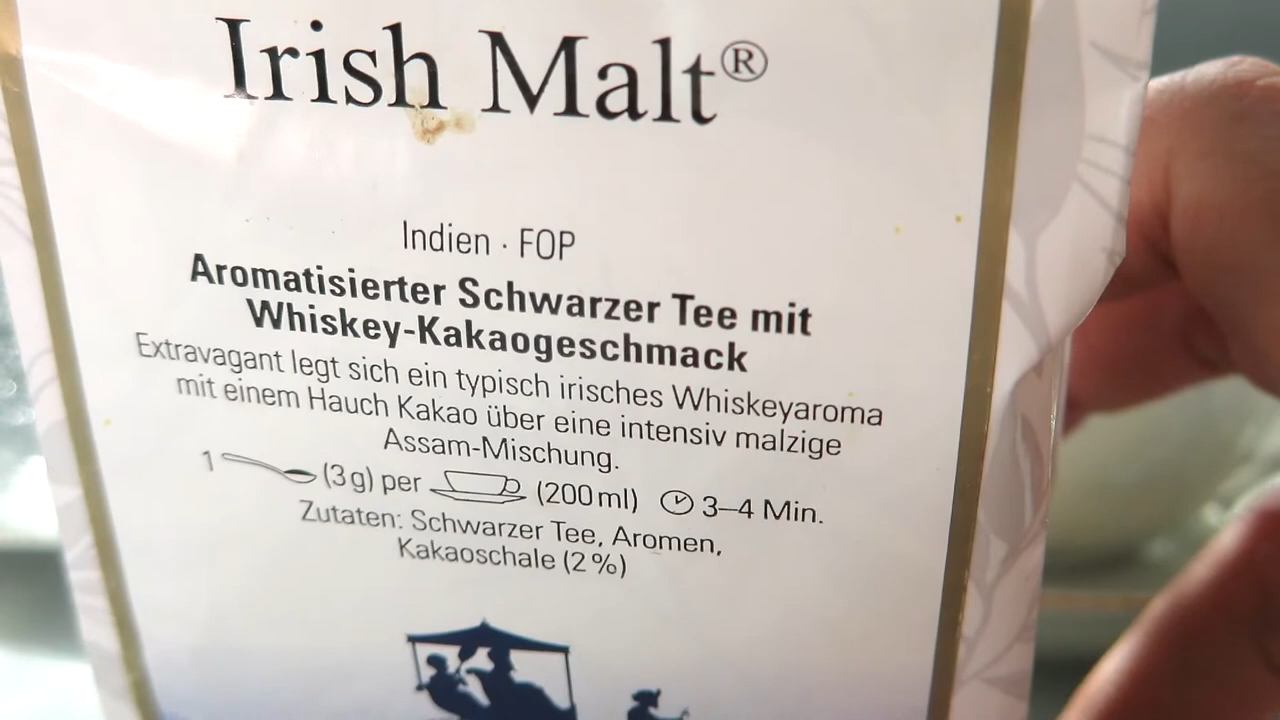 Irish Malt®
Indien · FOP
Aromatisierter Schwarzer Tee mit
Whiskey-Kakaogeschmack
Extravagant legt sich ein typisch irisches Whiskeyaroma
mit einem Hauch Kakao über eine intensiv malzige
Assam-Mischung.
1 (3 g) per (200 ml) 3–4 Min.
Zutaten: Schwarzer Tee, Aromen,
Kakaoschale (2 %)